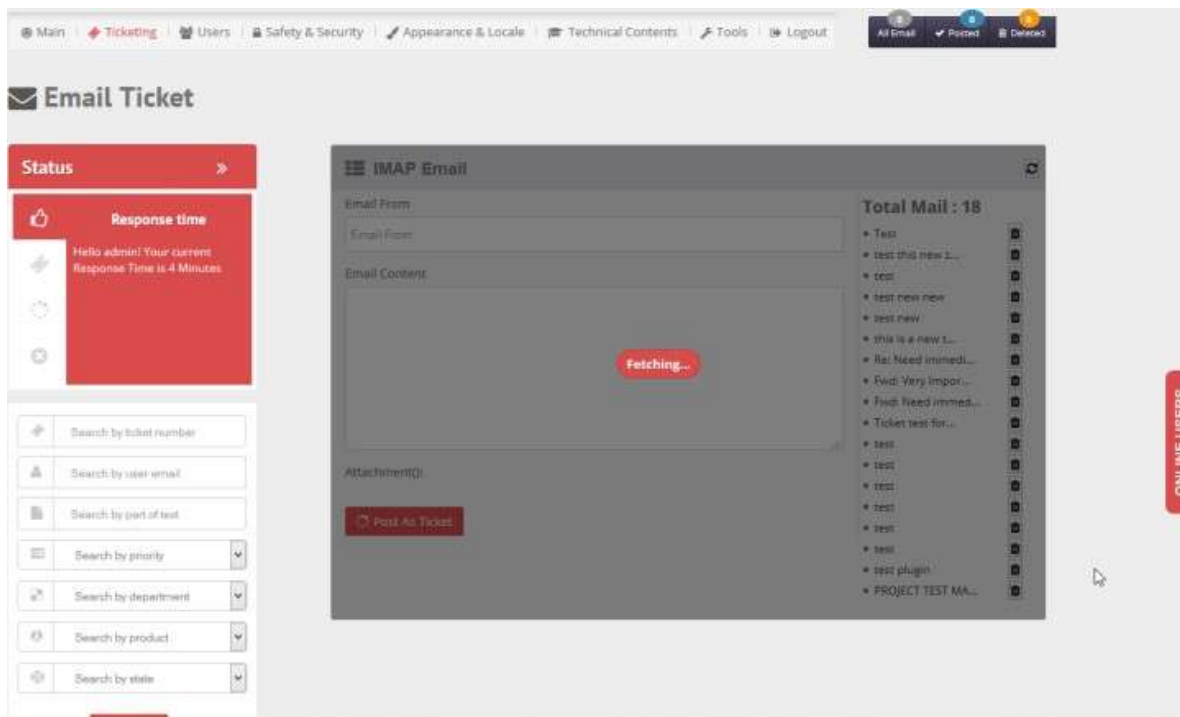 Main Ticketing Users Safety & Security Appearance & Locale Technical Contents Tools Logout
All Email Posted Deleted
Email Ticket
Status
Response time
Hello admin! Your current
Response Time is 4 Minutes
Search by ticket number
Search by user email
Search by part of text
Search by priority
Search by department
Search by product
Search by state
IMAP Email
Email From
Email From
Email Content
Fetching...
Attachment():
Post As Ticket
Total Mail : 18
Test
test this new t...
test
test new new
test new
this is a new t...
Re: Need immedi...
Fwd: Very Impor...
Fwd: Need immed...
Ticket test for...
test
test
test
test
test
test
test plugin
PROJECT TEST MA...
ONLINE USERS